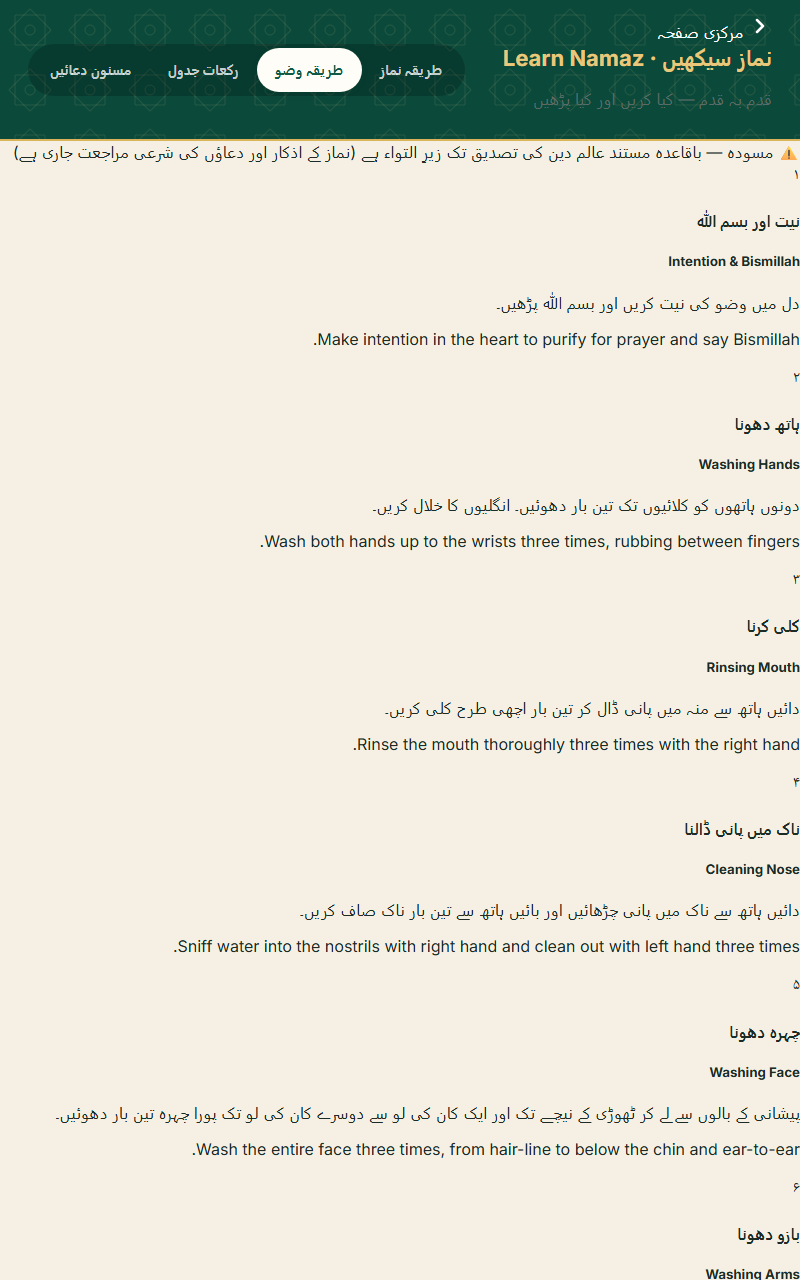 مرکزی صفحہ
نماز سیکھیں · Learn Namaz
قدم بہ قدم — کیا کریں اور کیا پڑھیں
طریقہ نماز
طریقہ وضو
رکعات جدول
مسنون دعائیں
⚠️ مسودہ — باقاعدہ مستند عالم دین کی تصدیق تک زیرِ التواء ہے (نماز کے اذکار اور دعاؤں کی شرعی مراجعت جاری ہے)
۱
نیت اور بسم اللہ
Intention & Bismillah
دل میں وضو کی نیت کریں اور بسم اللہ پڑھیں۔
Make intention in the heart to purify for prayer and say Bismillah.
۲
ہاتھ دھونا
Washing Hands
دونوں ہاتھوں کو کلائیوں تک تین بار دھوئیں۔ انگلیوں کا خلال کریں۔
Wash both hands up to the wrists three times, rubbing between fingers.
۳
کلی کرنا
Rinsing Mouth
دائیں ہاتھ سے منہ میں پانی ڈال کر تین بار اچھی طرح کلی کریں۔
Rinse the mouth thoroughly three times with the right hand.
۴
ناک میں پانی ڈالنا
Cleaning Nose
دائیں ہاتھ سے ناک میں پانی چڑھائیں اور بائیں ہاتھ سے تین بار ناک صاف کریں۔
Sniff water into the nostrils with right hand and clean out with left hand three times.
۵
چہرہ دھونا
Washing Face
پیشانی کے بالوں سے لے کر ٹھوڑی کے نیچے تک اور ایک کان کی لو سے دوسرے کان کی لو تک پورا چہرہ تین بار دھوئیں۔
Wash the entire face three times, from hair-line to below the chin and ear-to-ear.
۶
بازو دھونا
Washing Arms